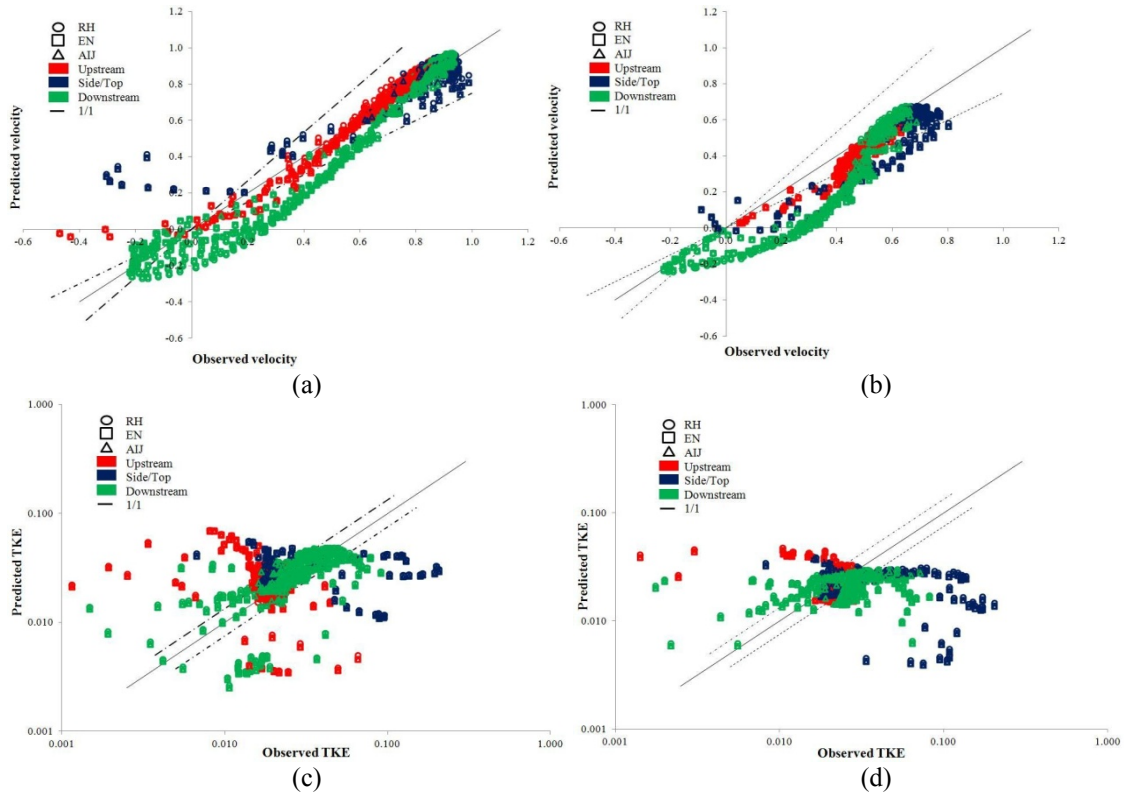 1.2
1.0
0.8
0.6
0.4
0.2
0.0
-0.2
-0.4
-0.6
-0.6 -0.4 -0.2 0.0 0.2 0.4 0.6 0.8 1.0 1.2
RH
EN
AIJ
Upstream
Side/Top
Downstream
1/1
Predicted velocity
Observed velocity
(a)
1.2
1.0
0.8
0.6
0.4
0.2
0.0
-0.2
-0.4
-0.6
-0.6 -0.4 -0.2 0.0 0.2 0.4 0.6 0.8 1.0 1.2
RH
EN
AIJ
Upstream
Side/Top
Downstream
1/1
Predicted velocity
Observed velocity
(b)
1.000
0.100
0.010
0.001
0.001 0.010 0.100 1.000
RH
EN
AIJ
Upstream
Side/Top
Downstream
1/1
Predicted TKE
Observed TKE
(c)
1.000
0.100
0.010
0.001
0.001 0.010 0.100 1.000
RH
EN
AIJ
Upstream
Side/Top
Downstream
1/1
Predicted TKE
Observed TKE
(d)